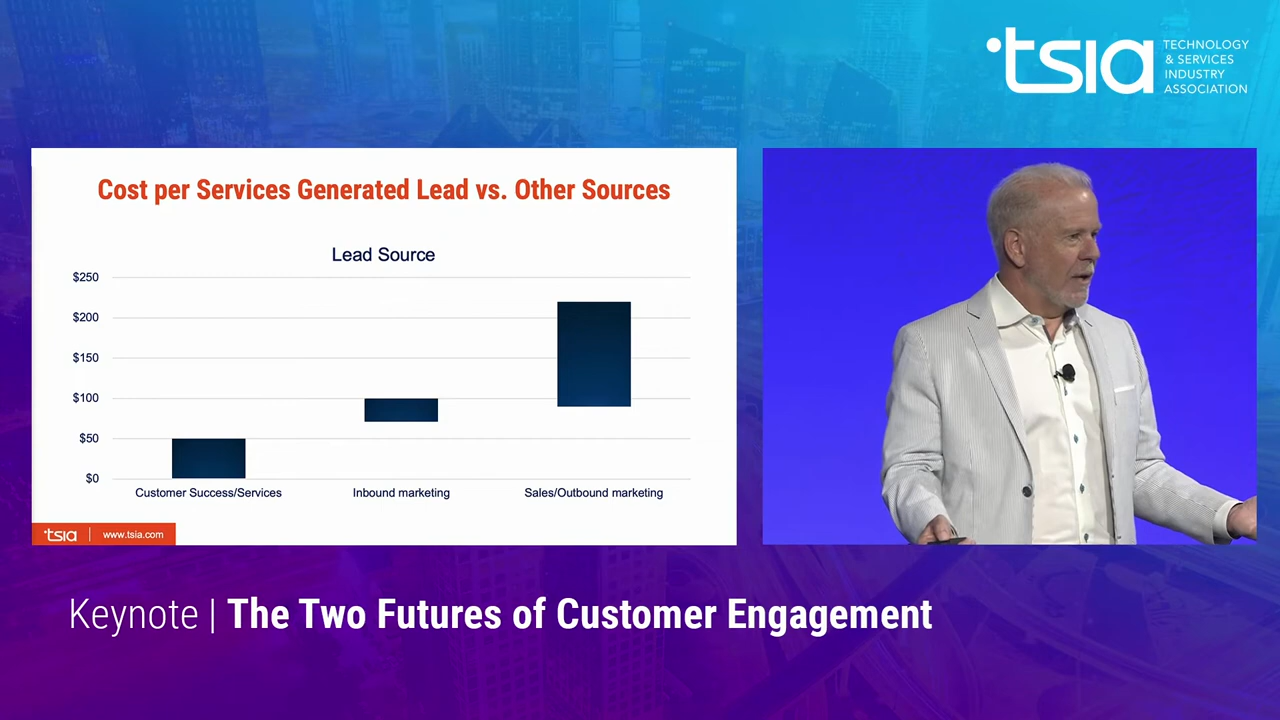 tsia
TECHNOLOGY
& SERVICES
INDUSTRY
ASSOCIATION
Cost per Services Generated Lead vs. Other Sources
Lead Source
$250
$200
$150
$100
$50
$0
Customer Success/Services
Inbound marketing
Sales/Outbound marketing
tsia | www.tsia.com
Keynote | The Two Futures of Customer Engagement